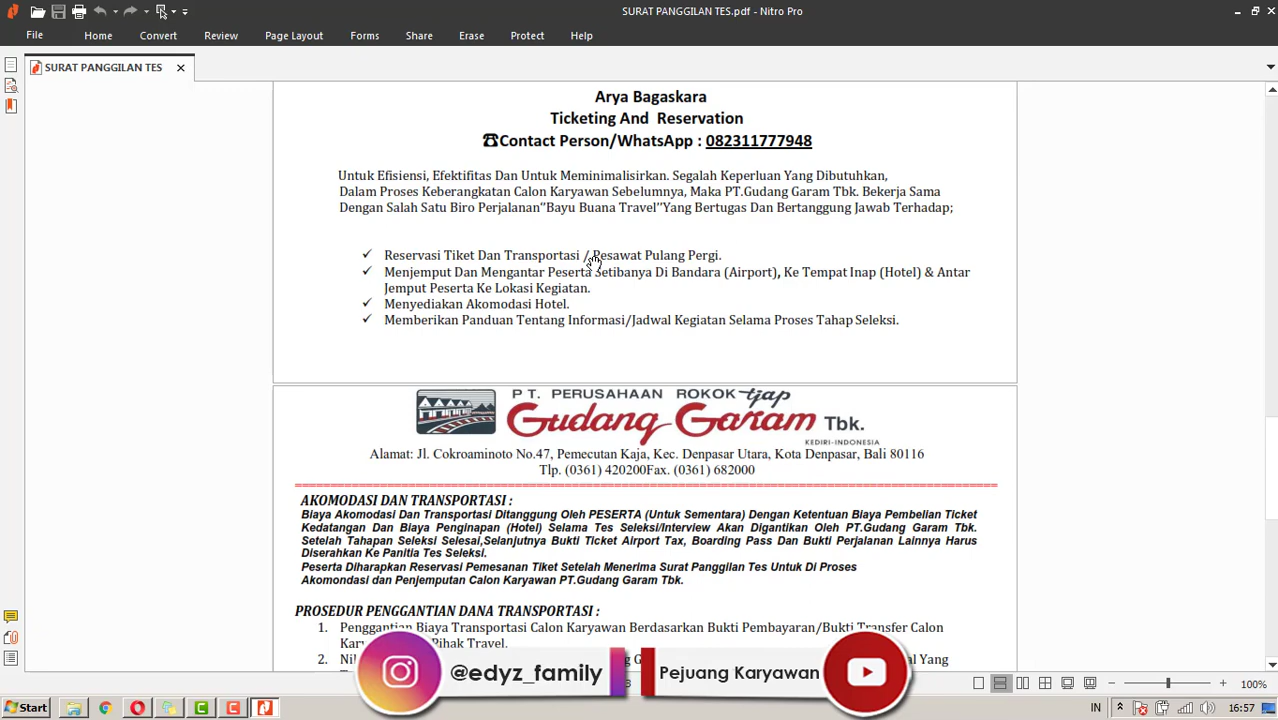 SURAT PANGGILAN TES.pdf - Nitro Pro
File Home Convert Review Page Layout Forms Share Erase Protect Help
SURAT PANGGILAN TES
Arya Bagaskara
Ticketing And Reservation
☎Contact Person/WhatsApp : 082311777948
Untuk Efisiensi, Efektifitas Dan Untuk Meminimalisirkan. Segalah Keperluan Yang Dibutuhkan,
Dalam Proses Keberangkatan Calon Karyawan Sebelumnya, Maka PT.Gudang Garam Tbk. Bekerja Sama
Dengan Salah Satu Biro Perjalanan"Bayu Buana Travel"Yang Bertugas Dan Bertanggung Jawab Terhadap;
✓ Reservasi Tiket Dan Transportasi / Pesawat Pulang Pergi.
✓ Menjemput Dan Mengantar Peserta Setibanya Di Bandara (Airport), Ke Tempat Inap (Hotel) & Antar
Jemput Peserta Ke Lokasi Kegiatan.
✓ Menyediakan Akomodasi Hotel.
✓ Memberikan Panduan Tentang Informasi/Jadwal Kegiatan Selama Proses Tahap Seleksi.
PT. PERUSAHAAN ROKOK tjap
Gudang Garam Tbk.
KEDIRI-INDONESIA
Alamat: Jl. Cokroaminoto No.47, Pemecutan Kaja, Kec. Denpasar Utara, Kota Denpasar, Bali 80116
Tlp. (0361) 420200Fax. (0361) 682000
AKOMODASI DAN TRANSPORTASI :
Biaya Akomodasi Dan Transportasi Ditanggung Oleh PESERTA (Untuk Sementara) Dengan Ketentuan Biaya Pembelian Ticket
Kedatangan Dan Biaya Penginapan (Hotel) Selama Tes Seleksi/Interview Akan Digantikan Oleh PT.Gudang Garam Tbk.
Setelah Tahapan Seleksi Selesai,Selanjutnya Bukti Ticket Airport Tax, Boarding Pass Dan Bukti Perjalanan Lainnya Harus
Diserahkan Ke Panitia Tes Seleksi.
Peserta Diharapkan Reservasi Pemesanan Tiket Setelah Menerima Surat Panggilan Tes Untuk Di Proses
Akomondasi dan Penjemputan Calon Karyawan PT.Gudang Garam Tbk.
PROSEDUR PENGGANTIAN DANA TRANSPORTASI :
1. Penggantian Biaya Transportasi Calon Karyawan Berdasarkan Bukti Pembayaran/Bukti Transfer Calon
Pihak Travel.
2.
Yang
@edyz_family
Pejuang Karyawan
100%
Start
IN
16:57